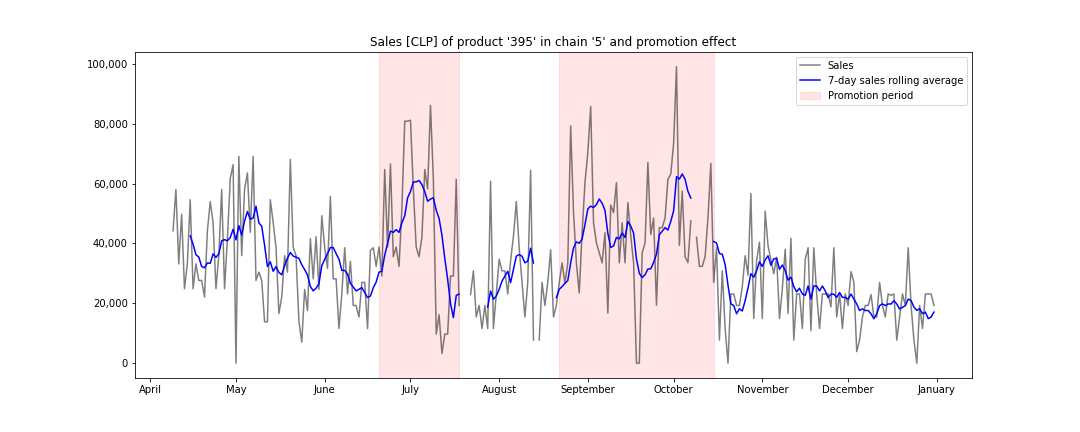 Sales [CLP] of product '395' in chain '5' and promotion effect
100,000
80,000
60,000
40,000
20,000
0
Sales
7-day sales rolling average
Promotion period
April May June July August September October November December January